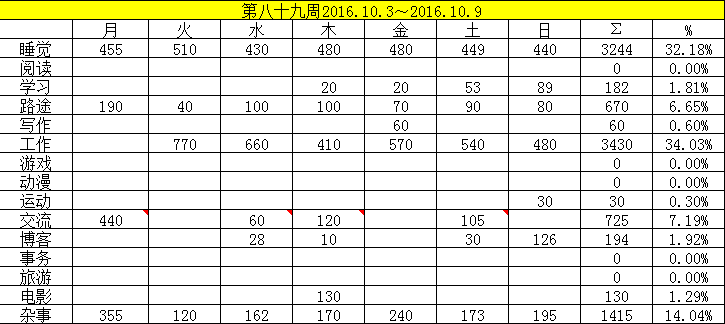 第八十九周2016.10.3～2016.10.9
月 火 水 木 金 土 日 Σ %
睡觉 455 510 430 480 480 449 440 3244 32.18%
阅读 0 0.00%
学习 20 20 53 89 182 1.81%
路途 190 40 100 100 70 90 80 670 6.65%
写作 60 60 0.60%
工作 770 660 410 570 540 480 3430 34.03%
游戏 0 0.00%
动漫 0 0.00%
运动 30 30 0.30%
交流 440 60 120 105 725 7.19%
博客 28 10 30 126 194 1.92%
事务 0 0.00%
旅游 0 0.00%
电影 130 130 1.29%
杂事 355 120 162 170 240 173 195 1415 14.04%